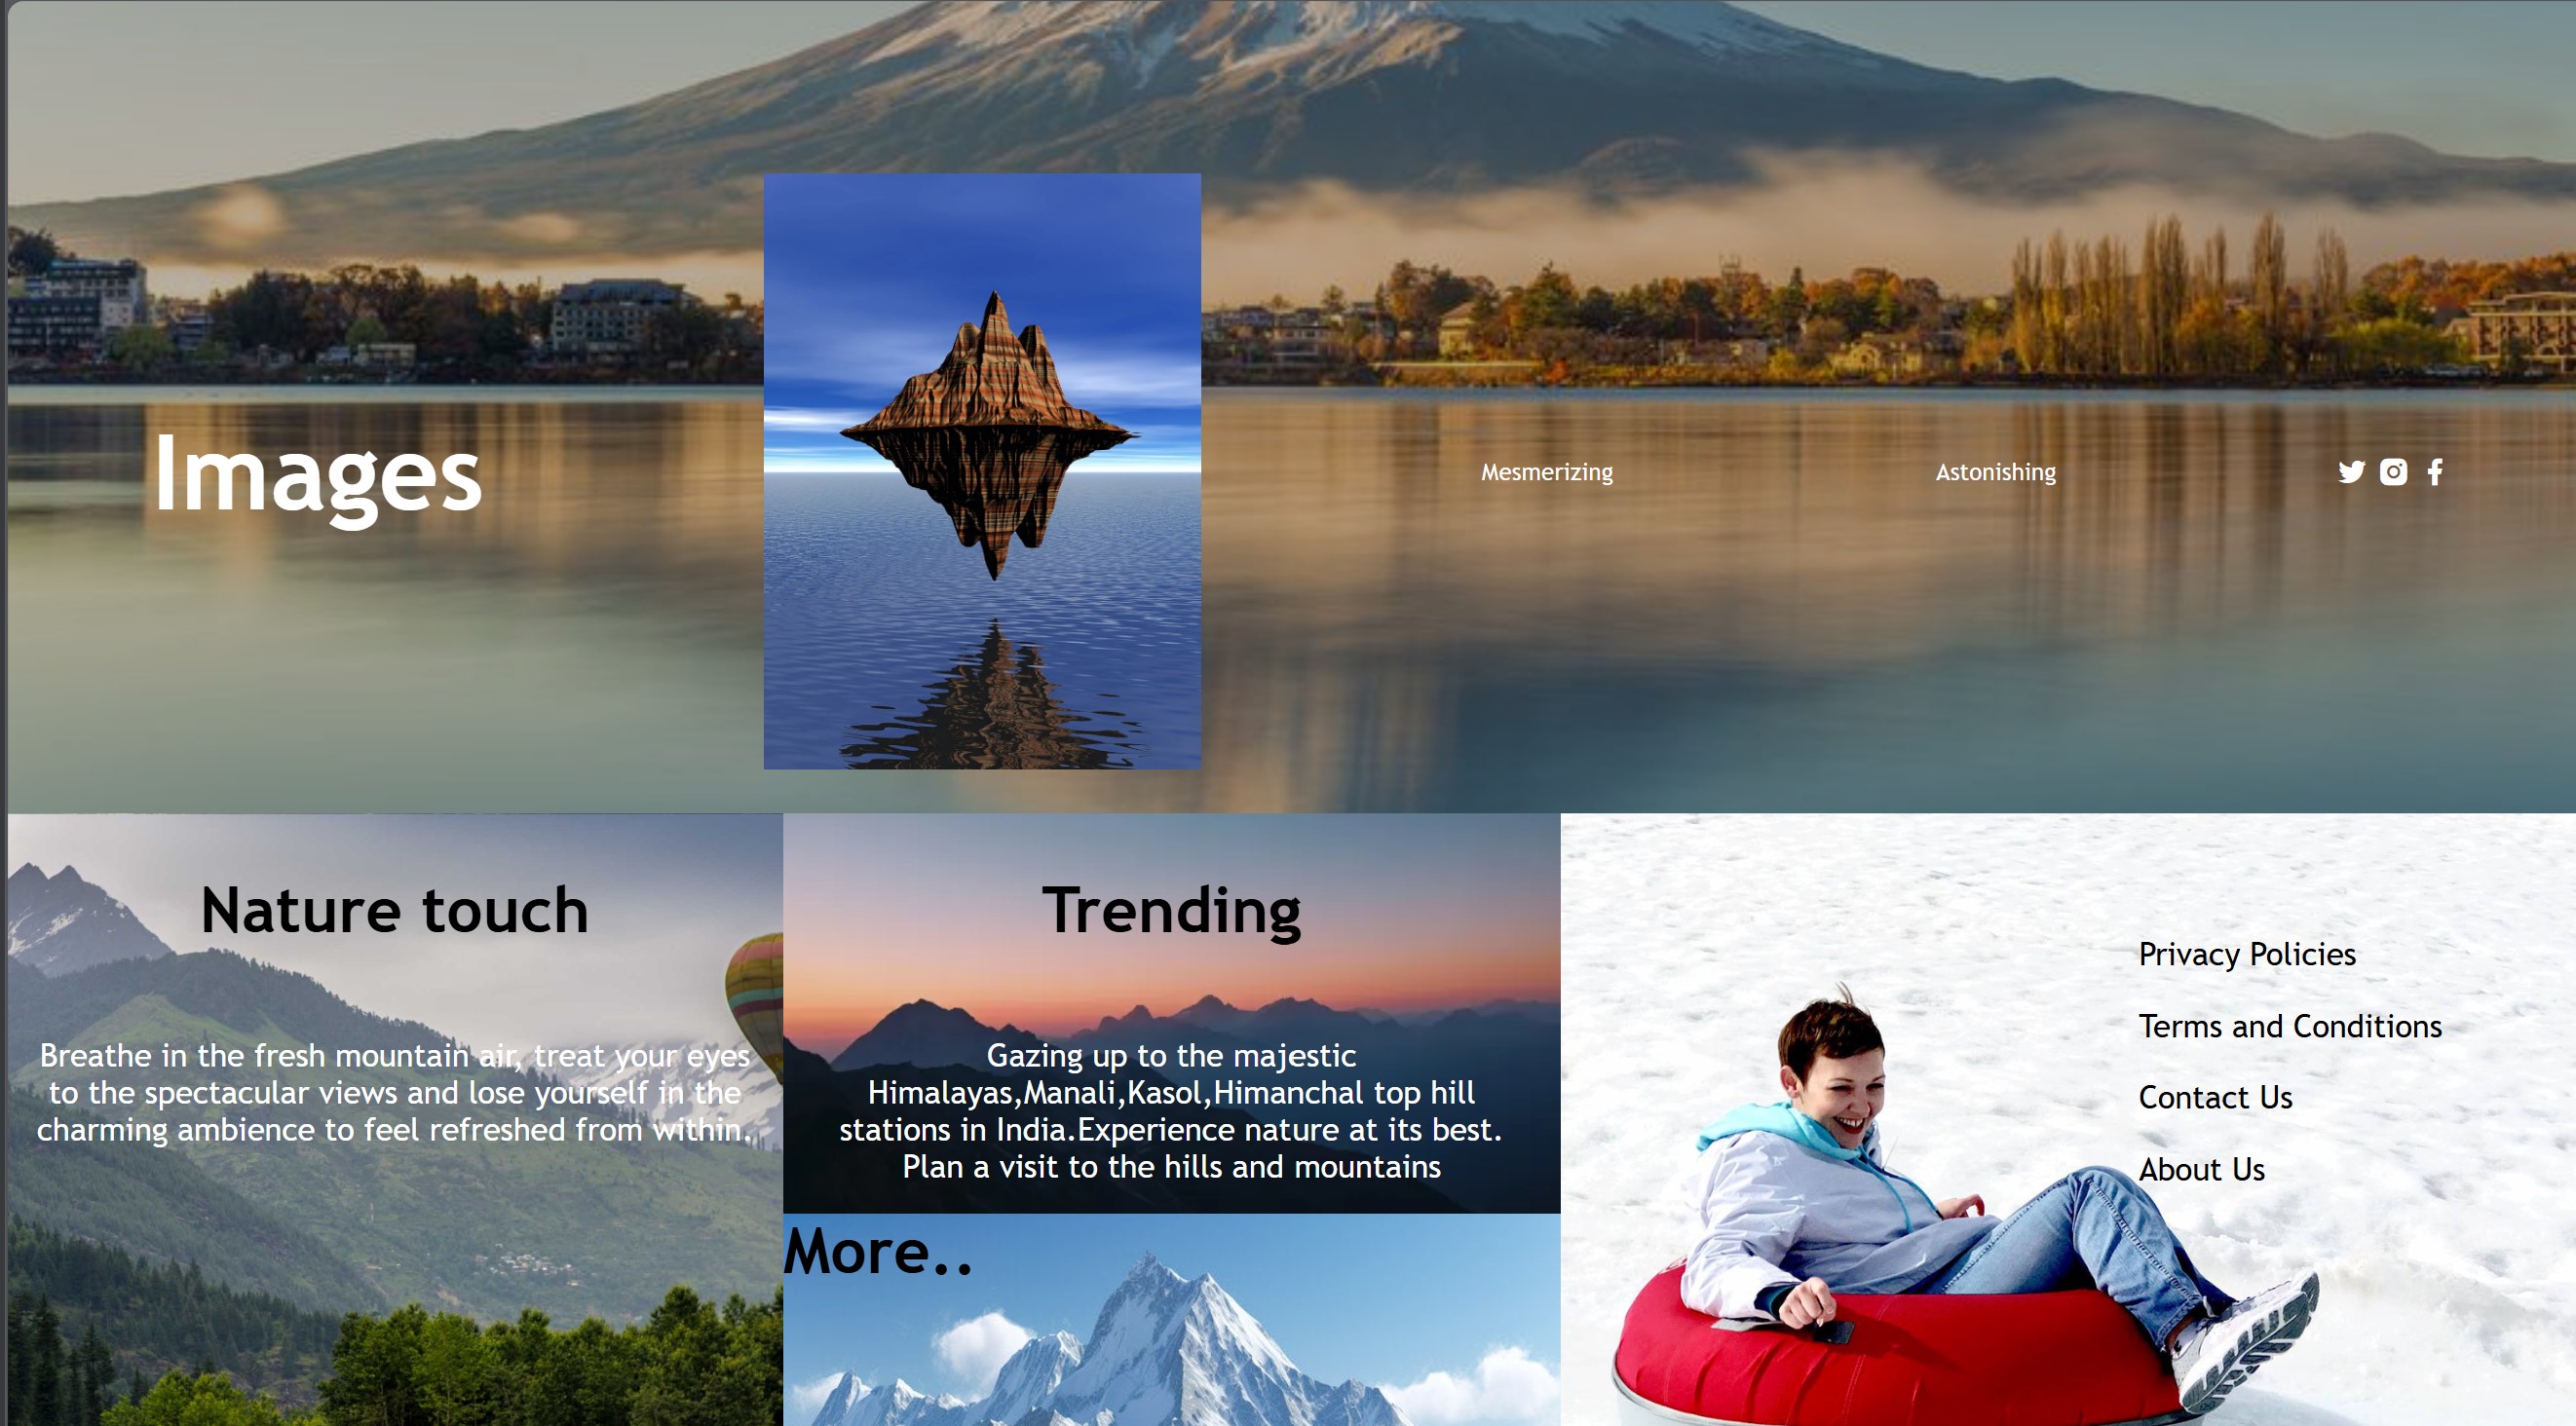 Images
Mesmerizing
Astonishing
Nature touch
Breathe in the fresh mountain air, treat your eyes
to the spectacular views and lose yourself in the
charming ambience to feel refreshed from within.
Trending
Gazing up to the majestic
Himalayas,Manali,Kasol,Himanchal top hill
stations in India.Experience nature at its best.
Plan a visit to the hills and mountains
More..
Privacy Policies
Terms and Conditions
Contact Us
About Us